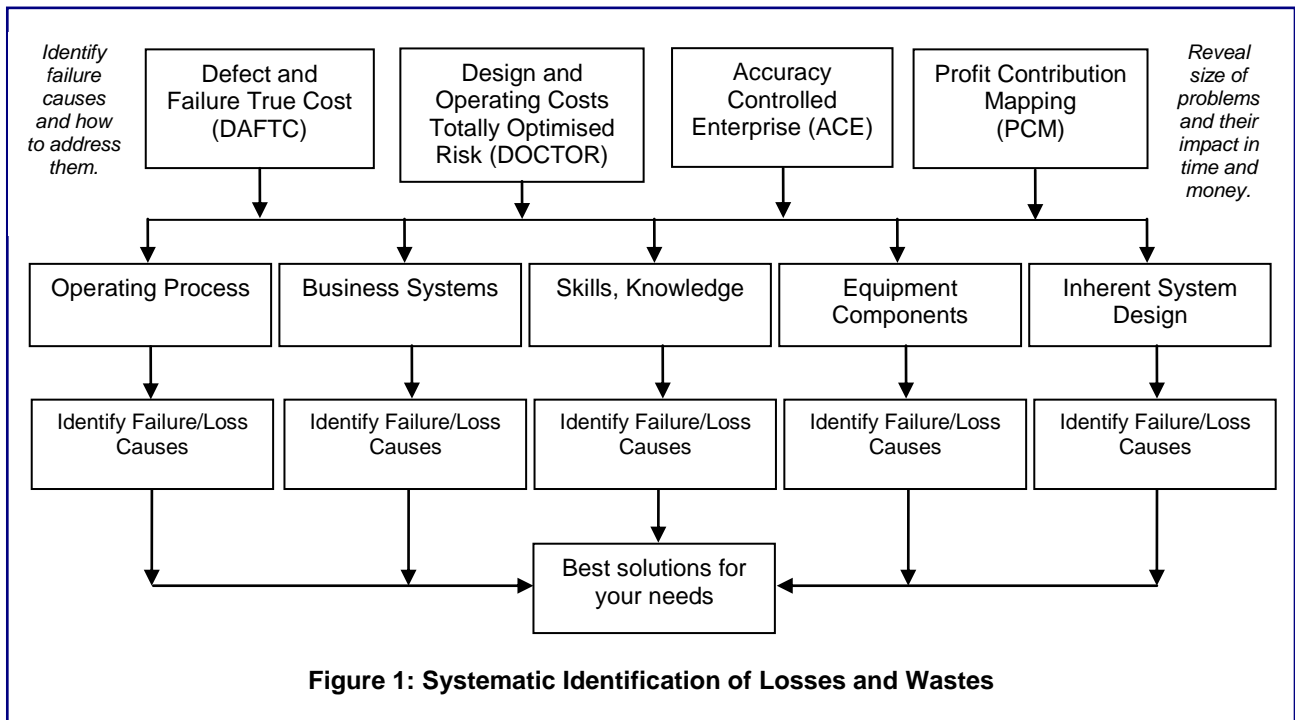 Identify
failure
causes
and how
to address
them.
Defect and
Failure True Cost
(DAFTC)
Design and
Operating Costs
Totally Optimised
Risk (DOCTOR)
Accuracy
Controlled
Enterprise (ACE)
Profit Contribution
Mapping
(PCM)
Reveal
size of
problems
and their
impact in
time and
money.
Operating Process
Business Systems
Skills, Knowledge
Equipment
Components
Inherent System
Design
Identify Failure/Loss
Causes
Identify Failure/Loss
Causes
Identify Failure/Loss
Causes
Identify Failure/Loss
Causes
Identify Failure/Loss
Causes
Best solutions for
your needs
Figure 1: Systematic Identification of Losses and Wastes